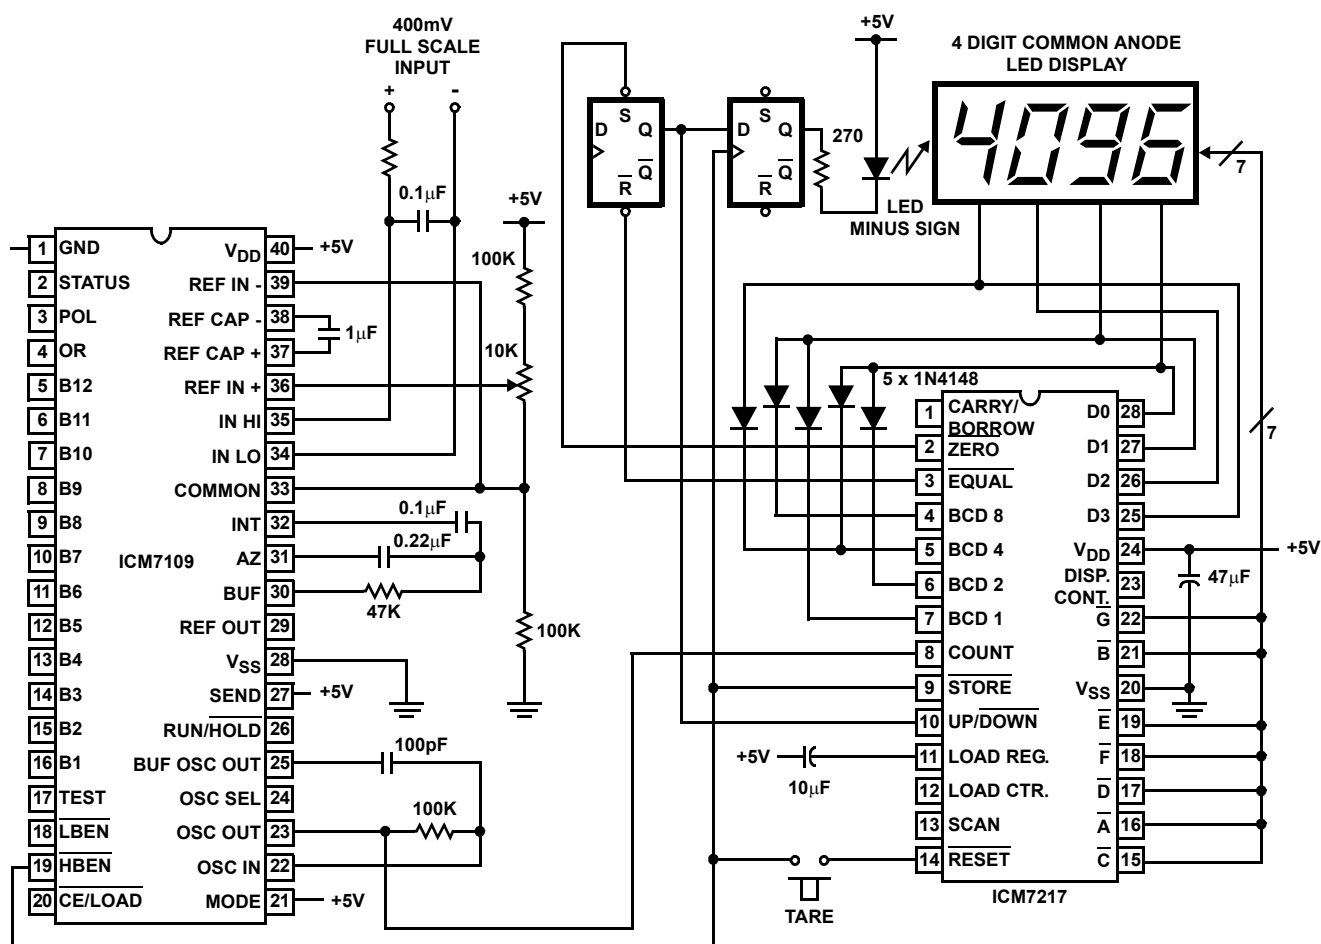 400mV
FULL SCALE
INPUT
+ -
0.1µF
+5V
100K
10K
1 GND
2 STATUS
3 POL
4 OR
5 B12
6 B11
7 B10
8 B9
9 B8
10 B7
11 B6
12 B5
13 B4
14 B3
15 B2
16 B1
17 TEST
18 LBEN
19 HBEN
20 CE/LOAD
ICM7109
VDD 40 +5V
REF IN - 39
REF CAP - 38
1µF
REF CAP + 37
REF IN + 36
IN HI 35
IN LO 34
COMMON 33
INT 32
0.1µF
AZ 31
0.22µF
BUF 30
47K
REF OUT 29
100K
VSS 28
SEND 27 +5V
RUN/HOLD 26
BUF OSC OUT 25
100pF
OSC SEL 24
OSC OUT 23
100K
OSC IN 22
MODE 21 +5V
D S Q
Q
R
D S Q
Q
R
270
+5V
LED
MINUS SIGN
4 DIGIT COMMON ANODE
LED DISPLAY
4096
7
7
5 x 1N4148
1 CARRY/
BORROW
2 ZERO
3 EQUAL
4 BCD 8
5 BCD 4
6 BCD 2
7 BCD 1
8 COUNT
9 STORE
10 UP/DOWN
+5V
10µF
11 LOAD REG.
12 LOAD CTR.
13 SCAN
14 RESET
TARE
D0 28
D1 27
D2 26
D3 25
VDD 24 +5V
DISP.
CONT. 23
47µF
G 22
B 21
VSS 20
E 19
F 18
D 17
A 16
C 15
ICM7217